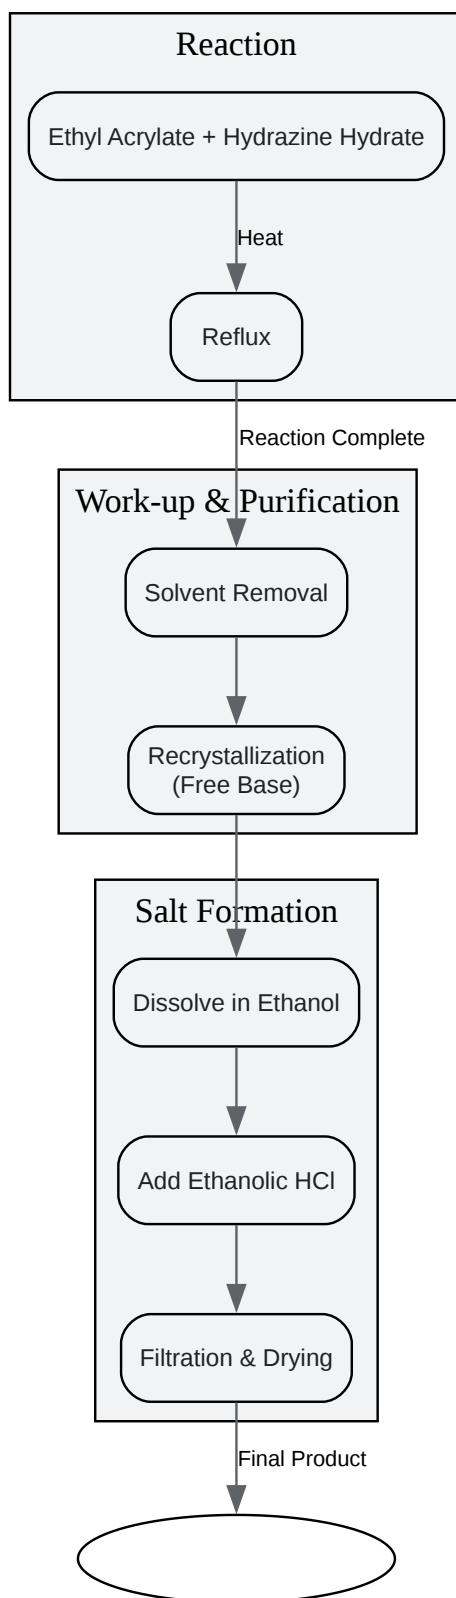 Reaction
Ethyl Acrylate + Hydrazine Hydrate
Heat
Reflux
Reaction Complete
Work-up & Purification
Solvent Removal
Recrystallization
(Free Base)
Salt Formation
Dissolve in Ethanol
Add Ethanolic HCl
Filtration & Drying
Final Product